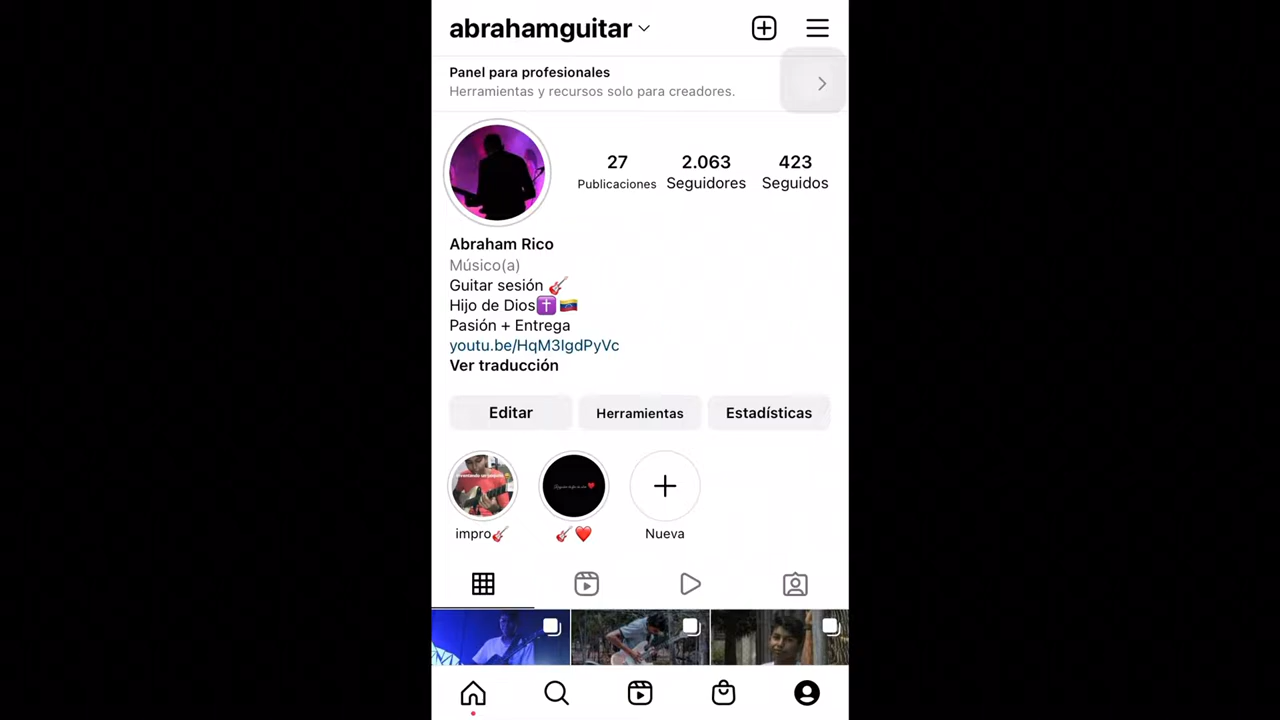 abrahamguitar
Panel para profesionales
Herramientas y recursos solo para creadores.
27
Publicaciones
2.063
Seguidores
423
Seguidos
Abraham Rico
Músico(a)
Guitar sesión 🎸
Hijo de Dios✝️🇻🇪
Pasión + Entrega
youtu.be/HqM3IgdPyVc
Ver traducción
Editar
Herramientas
Estadísticas
impro🎸
🎸❤️
Nueva